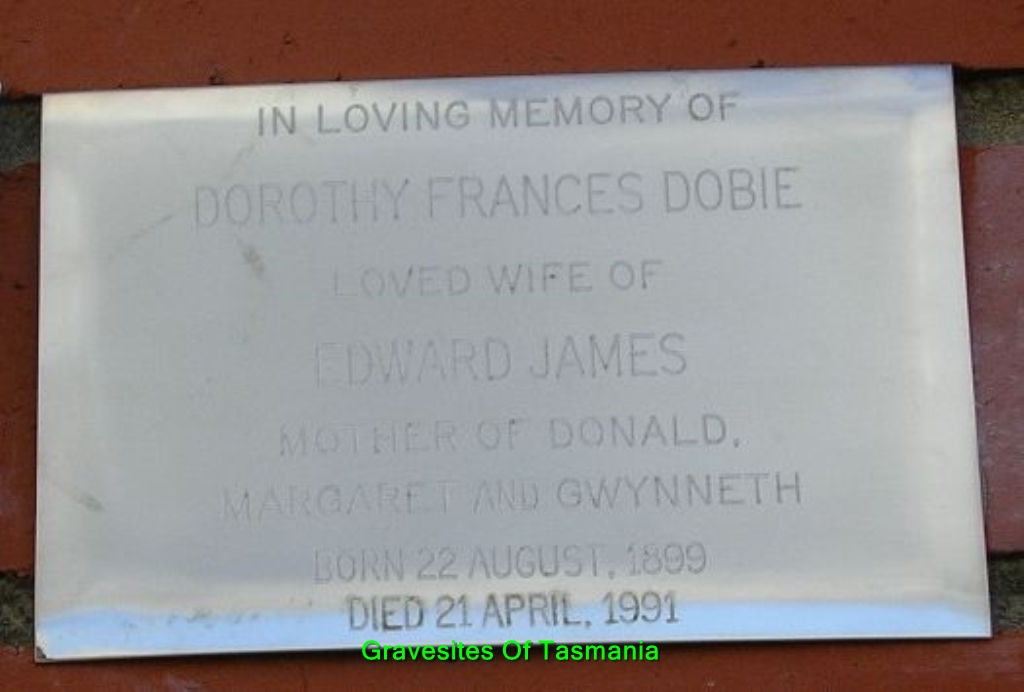 IN LOVING MEMORY OF
DOROTHY FRANCES DOBIE
LOVED WIFE OF
EDWARD JAMES
MOTHER OF DONALD,
MARGARET AND GWYNNETH
BORN 22 AUGUST, 1899
DIED 21 APRIL, 1991
Gravesites Of Tasmania